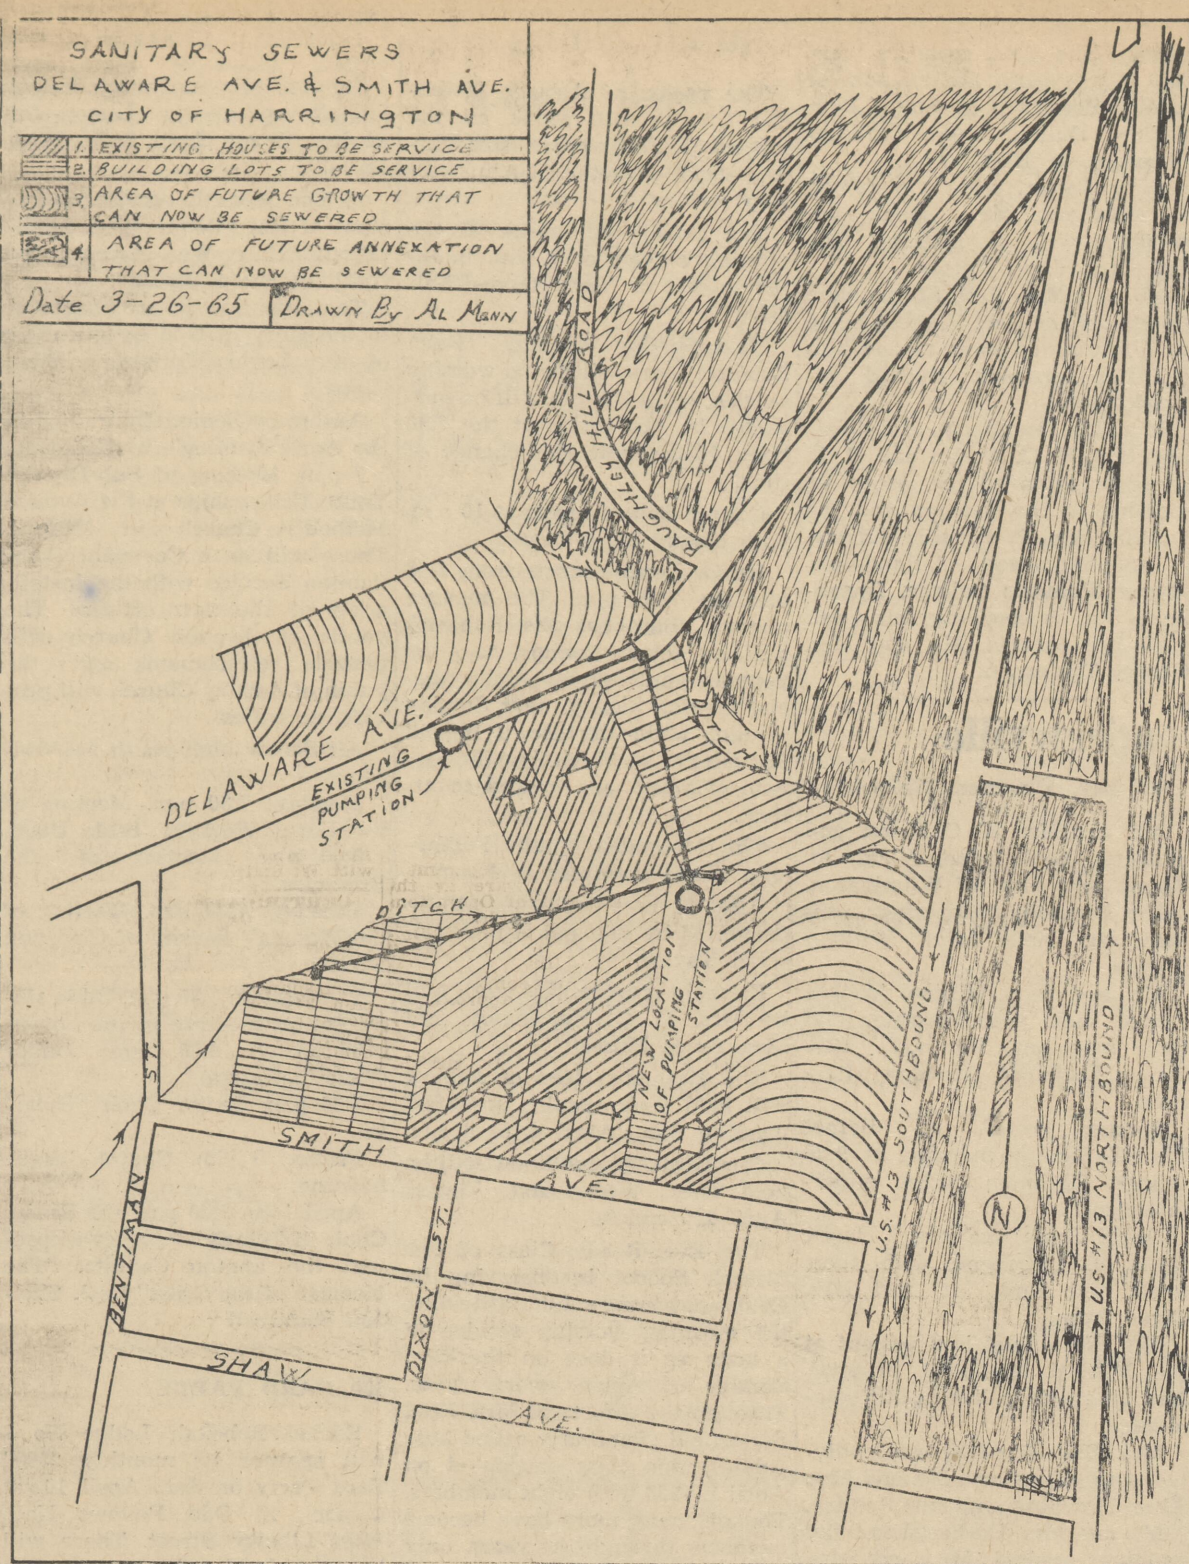 SANITARY SEWERS
DELAWARE AVE. & SMITH AVE.
CITY OF HARRINGTON
1. EXISTING HOUSES TO BE SERVICE
2. BUILDING LOTS TO BE SERVICE
3. AREA OF FUTURE GROWTH THAT
CAN NOW BE SEWERED
4. AREA OF FUTURE ANNEXATION
THAT CAN NOW BE SEWERED
Date 3-26-65 DRAWN By AL MANN
RAUGHLEY HILL ROAD
DELAWARE AVE.
EXISTING
PUMPING
STATION
DITCH
DITCH
NEW LOCATION
OF PUMPING
STATION
SMITH AVE.
BENJIMAN ST.
DIXON ST.
SHAW AVE.
U.S. #13 SOUTHBOUND
U.S. #13 NORTHBOUND
N